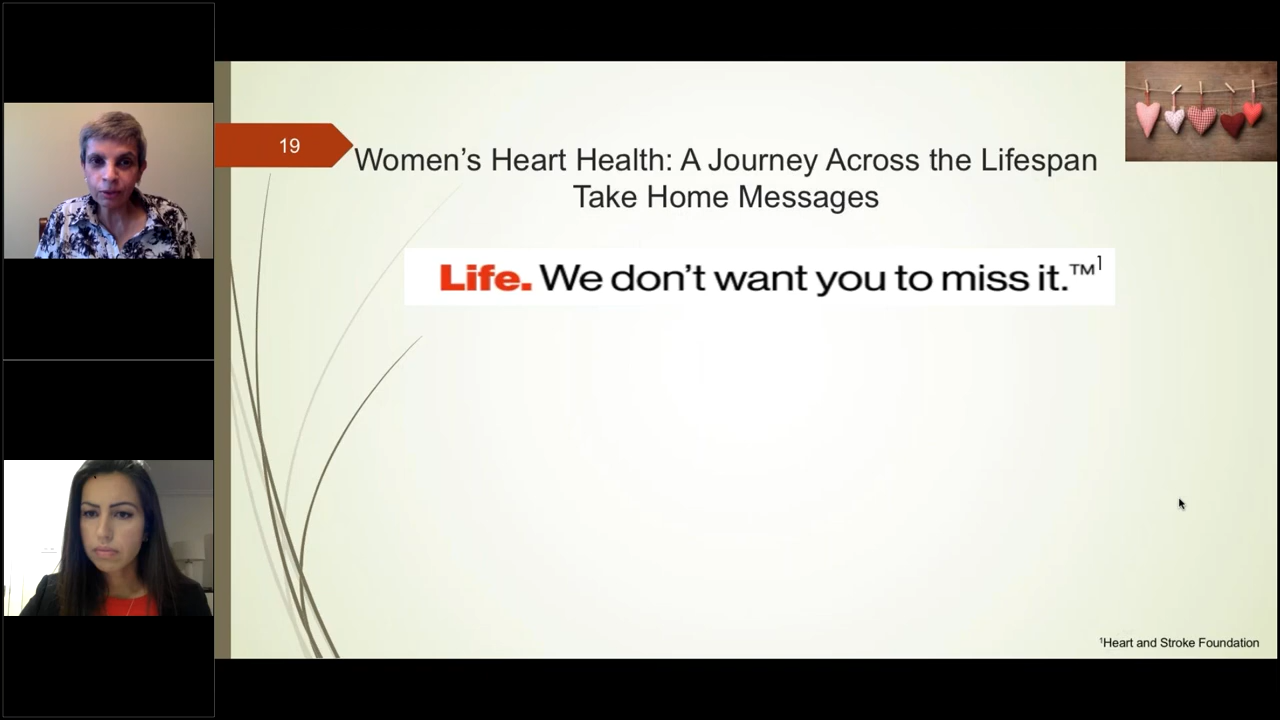 19
Women’s Heart Health: A Journey Across the Lifespan
Take Home Messages
Life. We don’t want you to miss it.™1
1Heart and Stroke Foundation